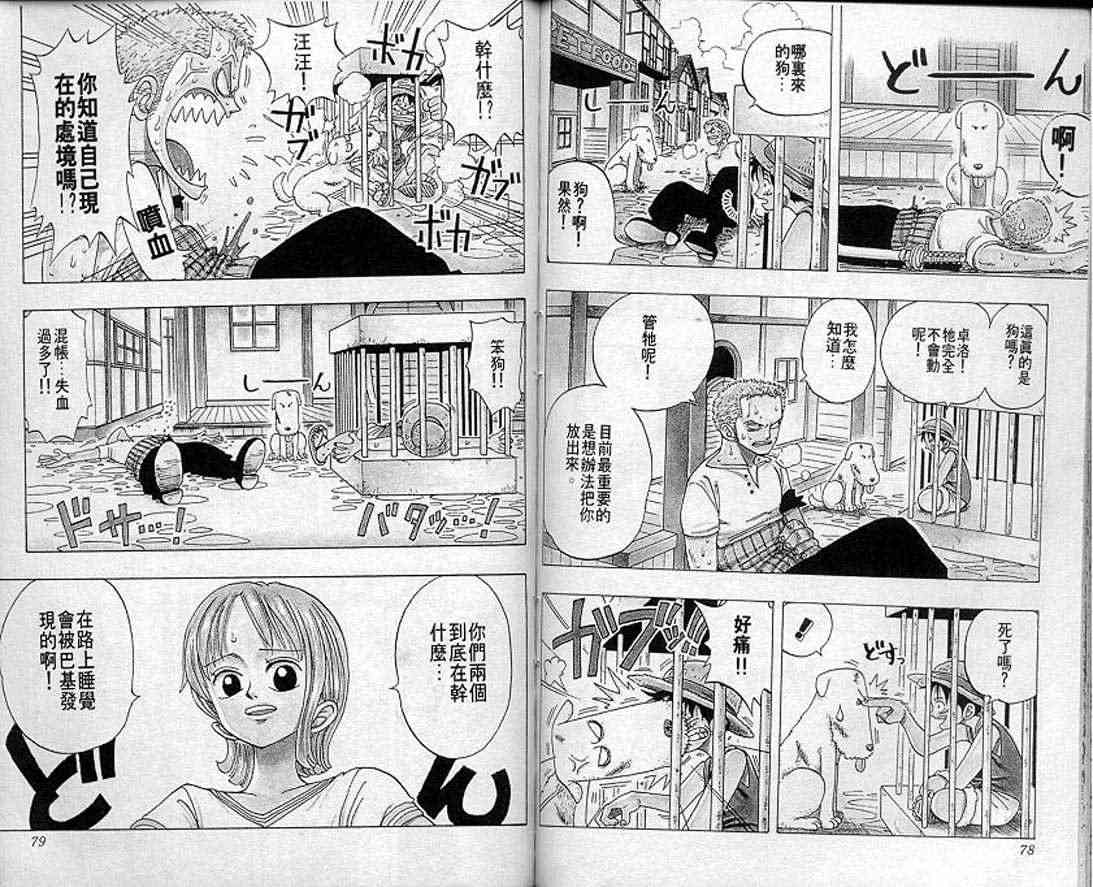 どーん
啊!
哪裏來
的狗…
ET FOOD
しーん
狗?啊!
果然!
這真的是
狗嗎?
卓洛!
牠完全
不會動
呢!
我怎麼
知道…
管牠呢!
目前最重要的
是想辦法把你
放出來。
死了嗎?
!
どすっ
好痛!!
ガブッ!!
78
幹什麼!?
ボカ
ガブ
ボカ
汪汪!
ガブ
你知道自己現
在的處境嗎!?
噴血
笨狗!!
しーん
混帳…失血
過多了!!
バタッ…!
ドサ…!
你們兩個
到底在幹
什麼…
在路上睡覺
會被巴基發
現的啊!
どん
79